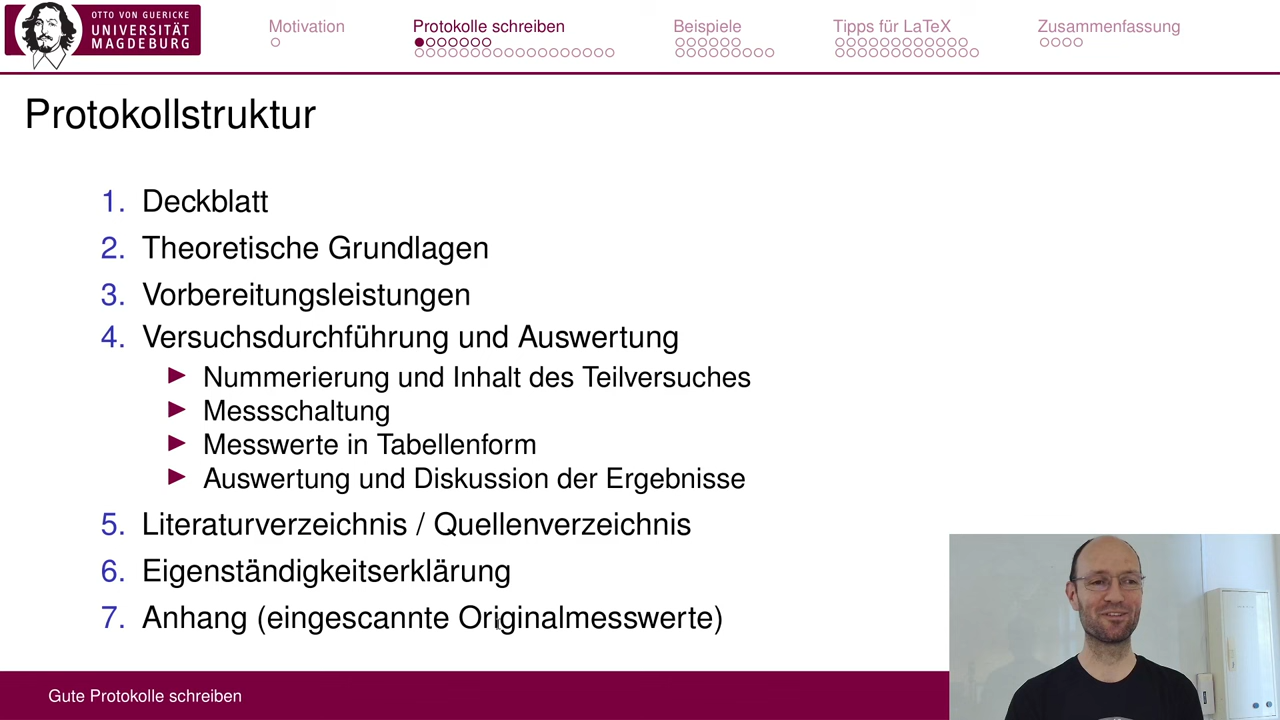 OTTO VON GUERICKE
UNIVERSITÄT
MAGDEBURG
Motivation
Protokolle schreiben
Beispiele
Tipps für LaTeX
Zusammenfassung
Protokollstruktur
1. Deckblatt
2. Theoretische Grundlagen
3. Vorbereitungsleistungen
4. Versuchsdurchführung und Auswertung
Nummerierung und Inhalt des Teilversuches
Messschaltung
Messwerte in Tabellenform
Auswertung und Diskussion der Ergebnisse
5. Literaturverzeichnis / Quellenverzeichnis
6. Eigenständigkeitserklärung
7. Anhang (eingescannte Originalmesswerte)
Gute Protokolle schreiben